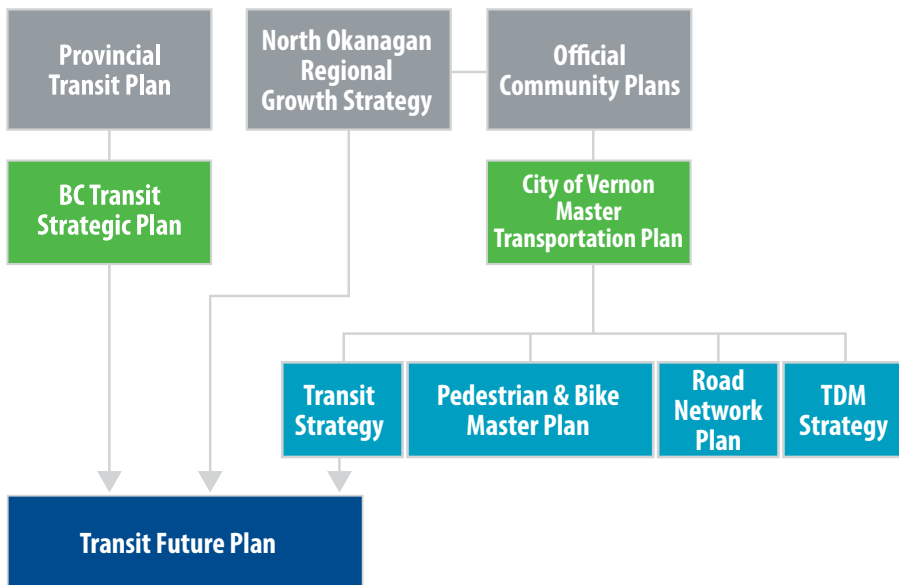 Provincial
Transit Plan
North Okanagan
Regional
Growth Strategy
Official
Community Plans
BC Transit
Strategic Plan
City of Vernon
Master
Transportation Plan
Transit
Strategy
Pedestrian & Bike
Master Plan
Road
Network
Plan
TDM
Strategy
Transit Future Plan